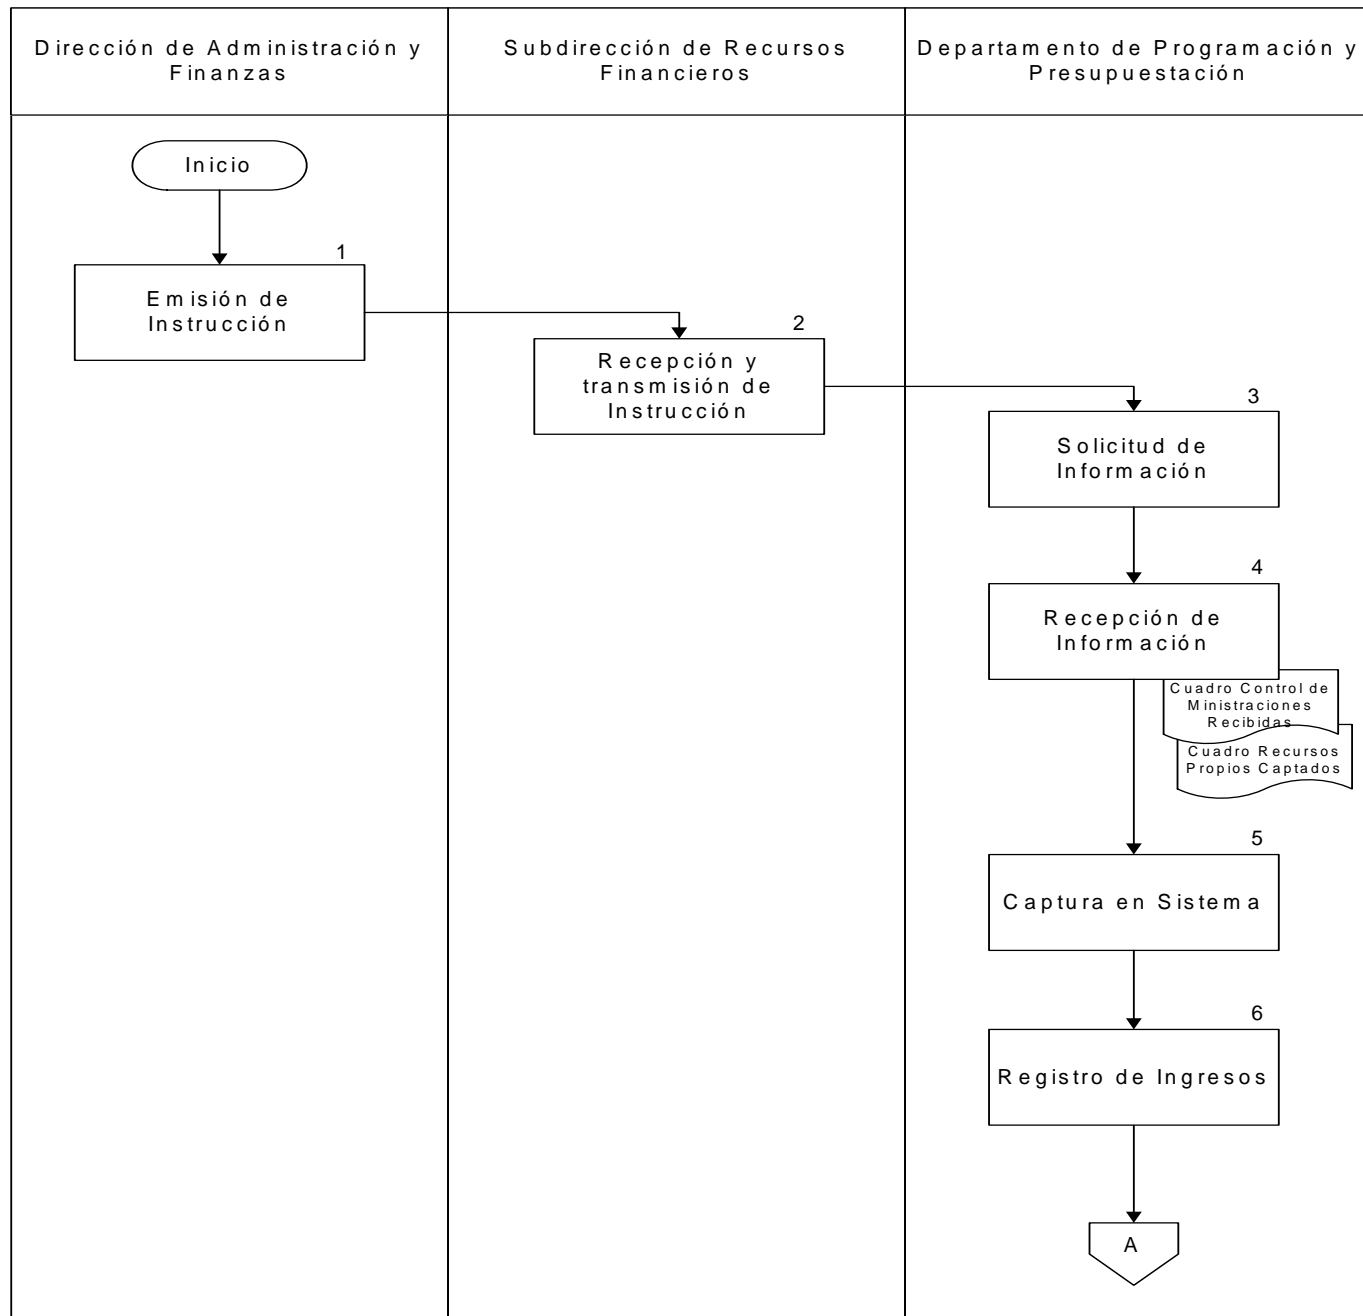 Dirección de Administración y
Finanzas
Subdirección de Recursos
Financieros
Departamento de Programación y
Presupuestación
Inicio
1
Emisión de
Instrucción
2
Recepción y
transmisión de
Instrucción
3
Solicitud de
Información
4
Recepción de
Información
Cuadro Control de
Ministraciones
Recibidas
Cuadro Recursos
Propios Captados
5
Captura en Sistema
6
Registro de Ingresos
A